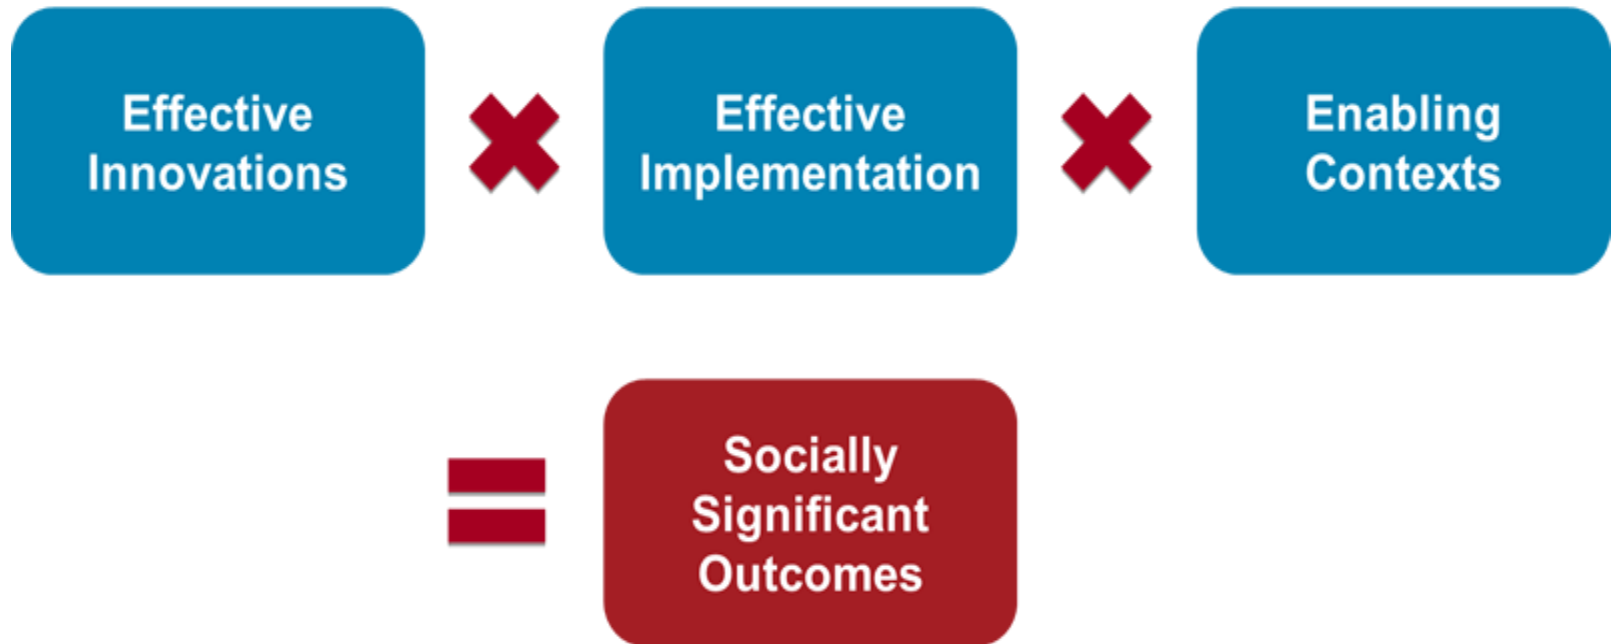 Effective
Innovations
Effective
Implementation
Enabling
Contexts
Socially
Significant
Outcomes